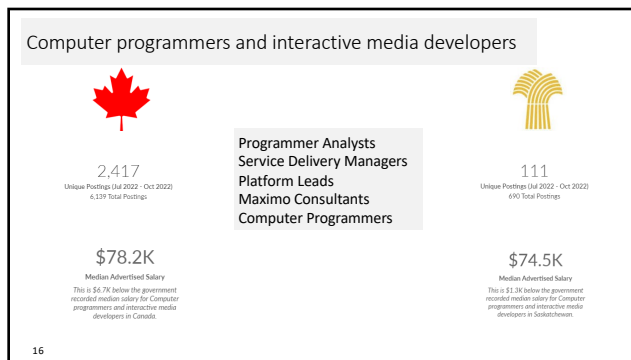 Computer programmers and interactive media developers
2,417
Unique Postings (Jul 2022 - Oct 2022)
6,139 Total Postings
$78.2K
Median Advertised Salary
This is $6.7K below the government
recorded median salary for Computer
programmers and interactive media
developers in Canada.
Programmer Analysts
Service Delivery Managers
Platform Leads
Maximo Consultants
Computer Programmers
111
Unique Postings (Jul 2022 - Oct 2022)
690 Total Postings
$74.5K
Median Advertised Salary
This is $1.3K below the government
recorded median salary for Computer
programmers and interactive media
developers in Saskatchewan.
16